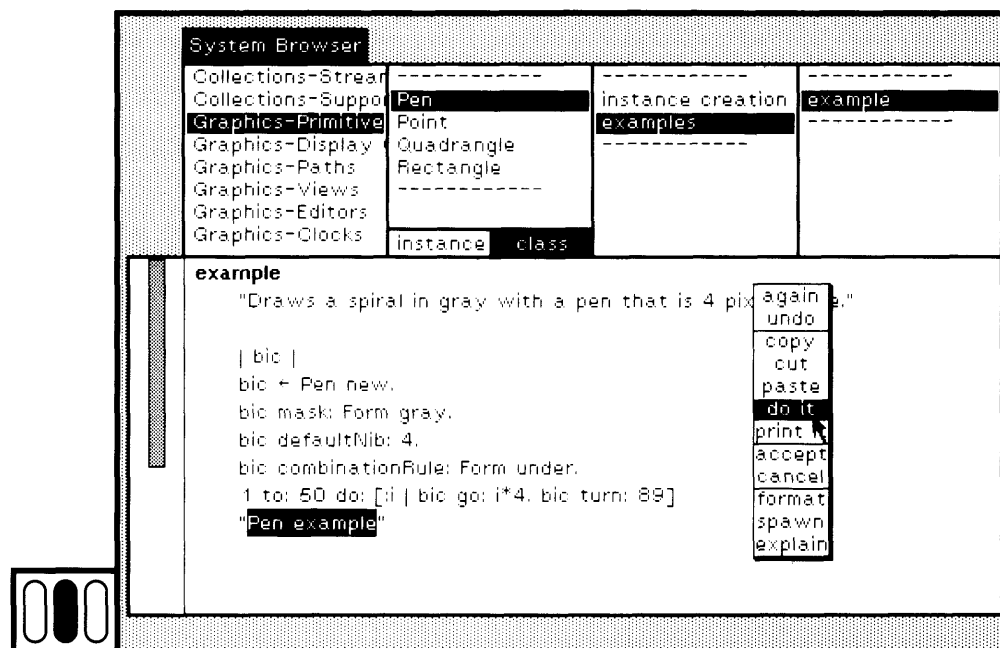 System Browser
Collections-Strear
Collections-Suppor
Graphics-Primitive
Graphics-Display
Graphics-Paths
Graphics-Views
Graphics-Editors
Graphics-Clocks
------------
Pen
Point
Quadrangle
Rectangle
------------
instance class
------------
instance creation
examples
------------
------------
example
------------
example
"Draws a spiral in gray with a pen that is 4 pix e."
| bic |
bic ← Pen new.
bic mask: Form gray.
bic defaultNib: 4.
bic combinationRule: Form under.
1 to: 50 do: [:i | bic go: i*4. bic turn: 89]
"Pen example"
again
undo
copy
cut
paste
do it
print it
accept
cancel
format
spawn
explain